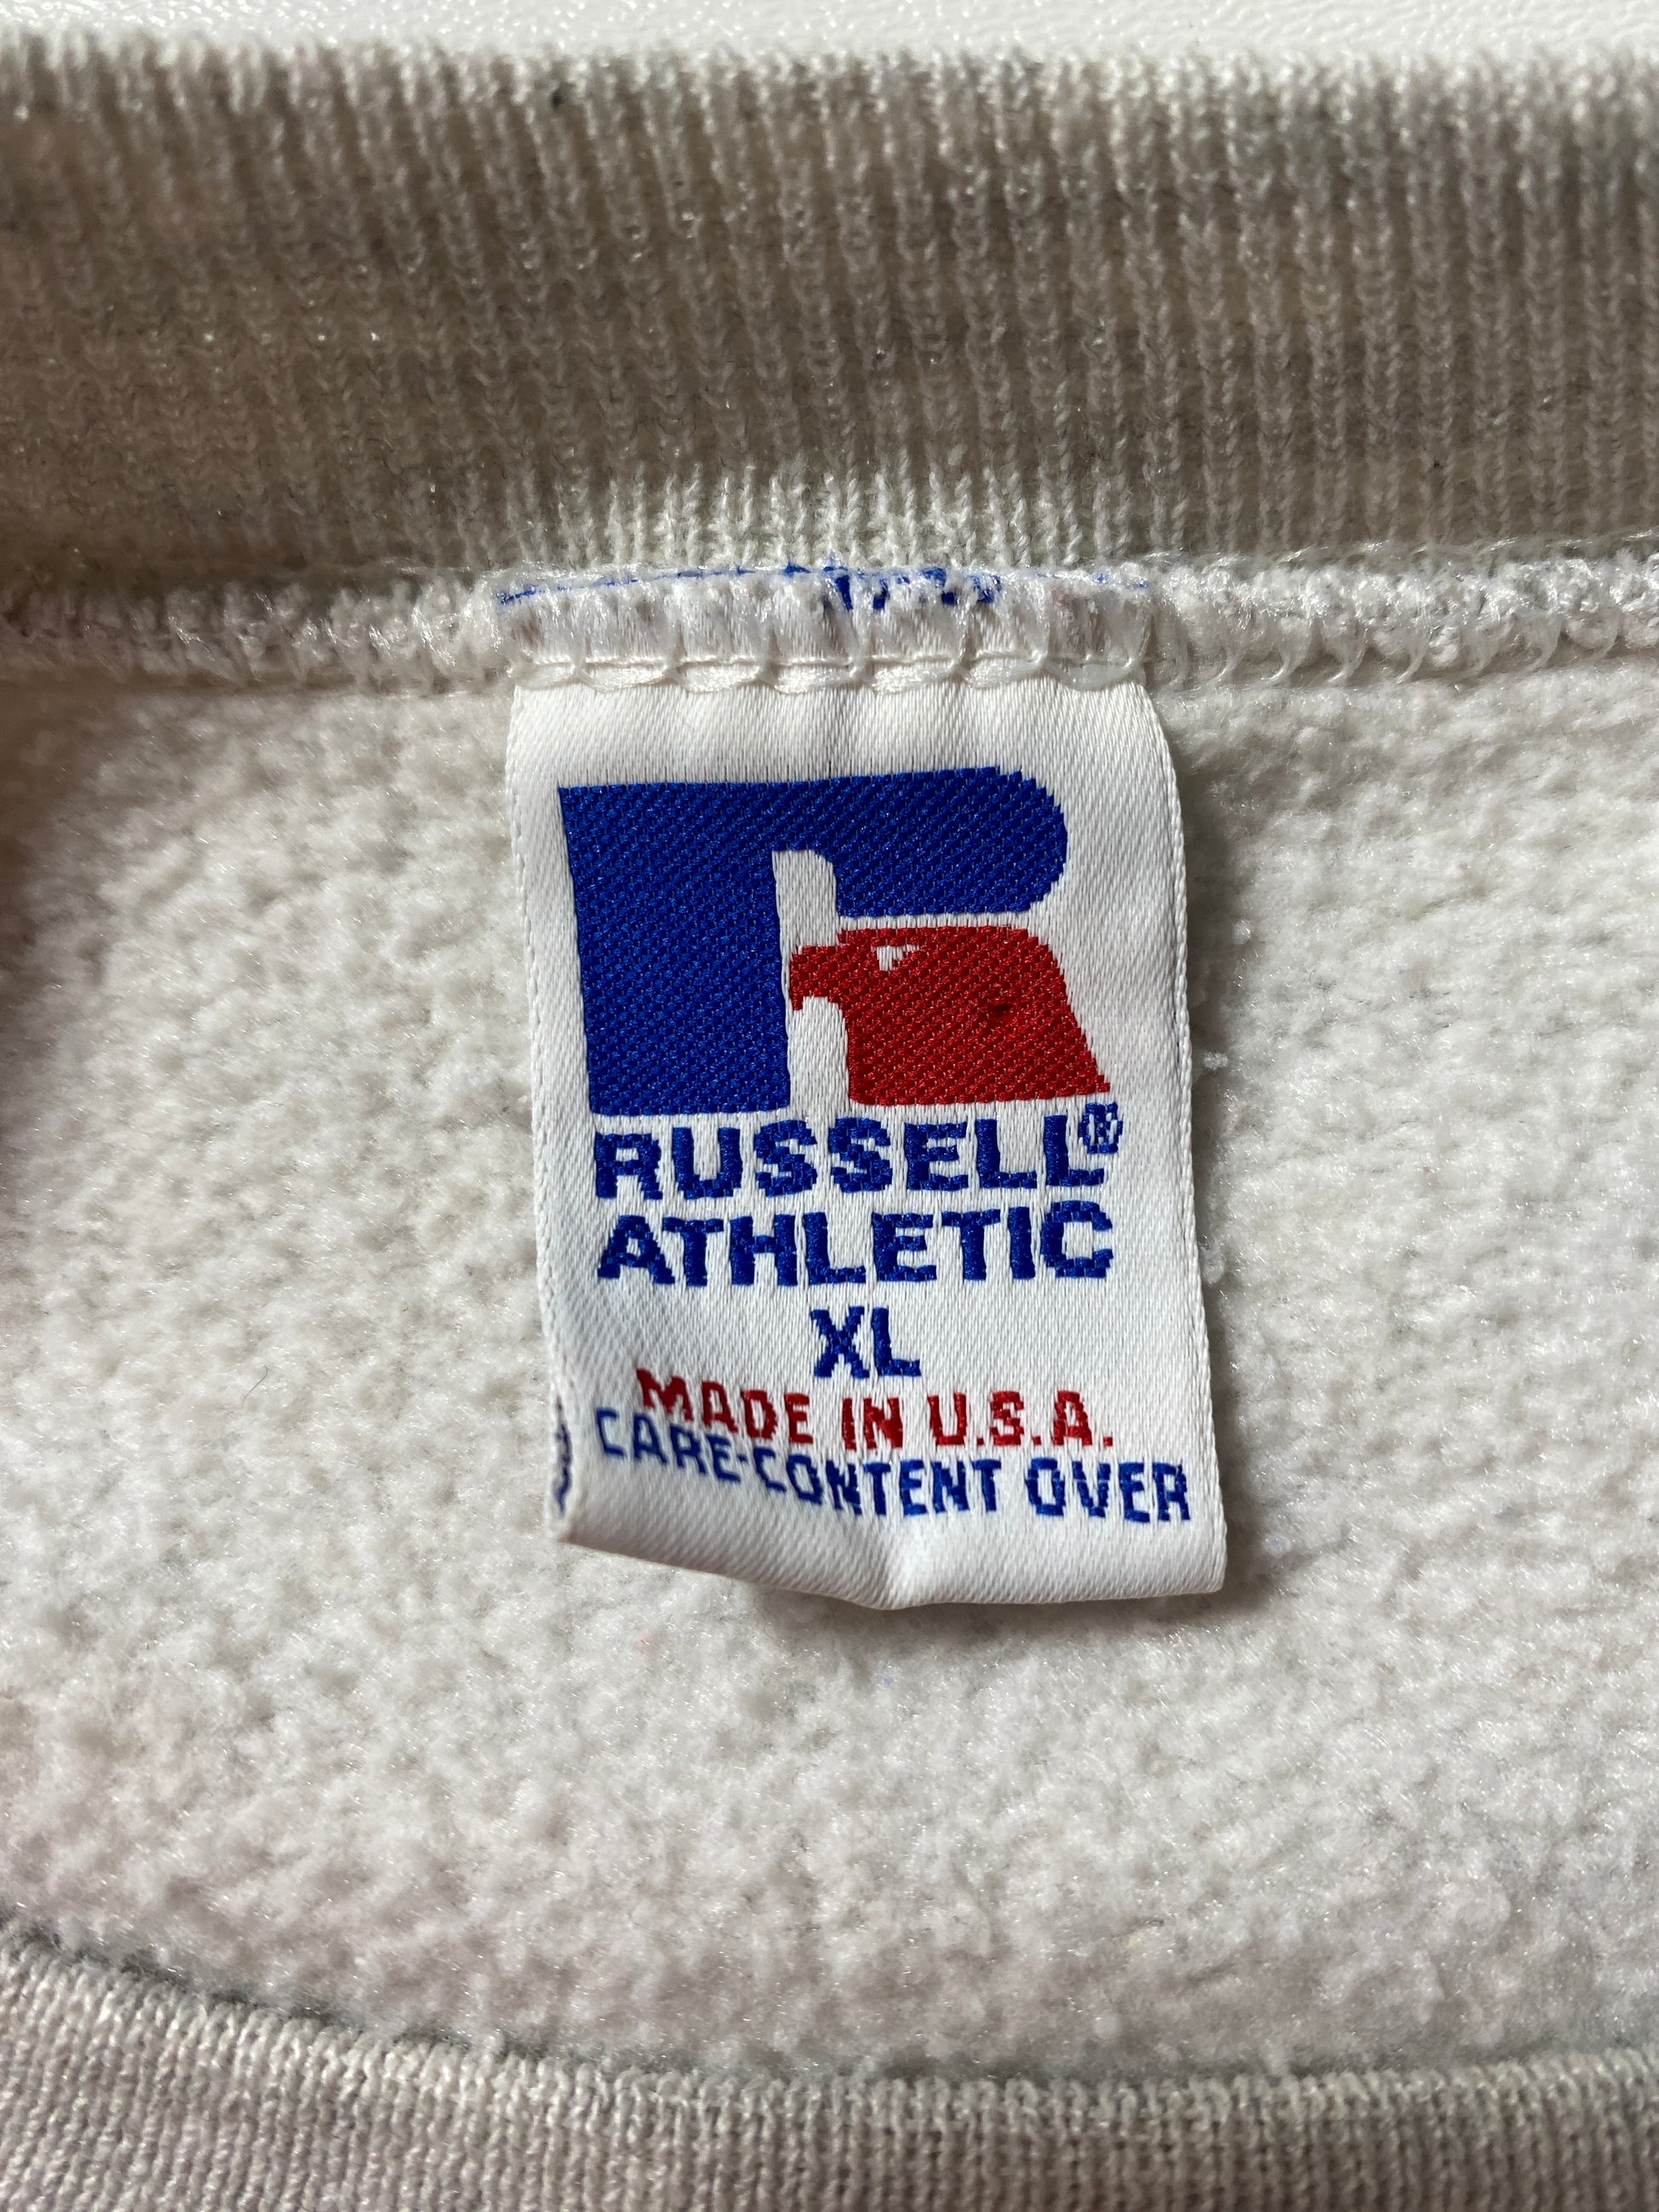 RUSSELL®
ATHLETIC
XL
MADE IN U.S.A.
CARE-CONTENT OVER